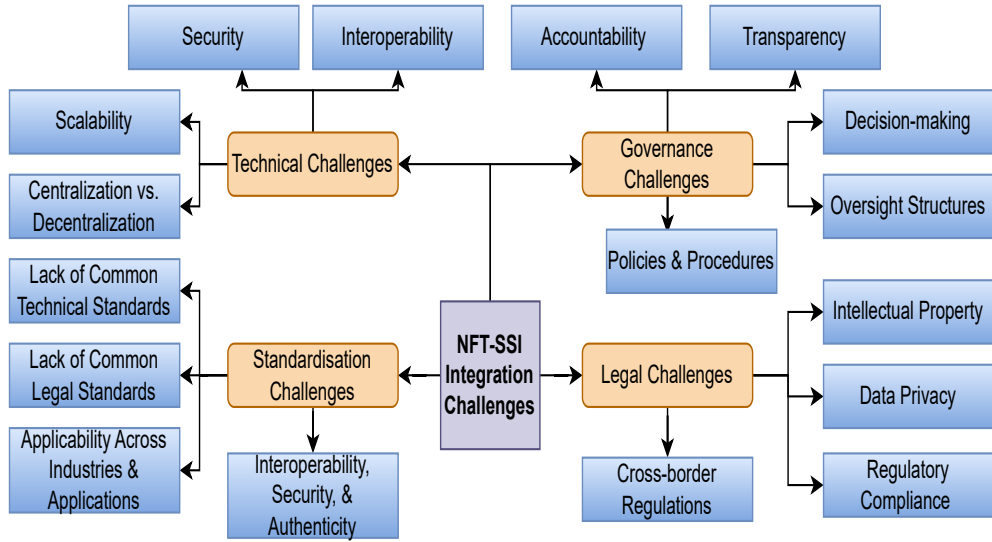 Security
Interoperability
Accountability
Transparency
Scalability
Technical Challenges
Governance
Challenges
Decision-making
Centralization vs.
Decentralization
Oversight Structures
Policies & Procedures
Lack of Common
Technical Standards
Intellectual Property
NFT-SSI
Integration
Challenges
Lack of Common
Legal Standards
Standardisation
Challenges
Legal Challenges
Data Privacy
Applicability Across
Industries &
Applications
Interoperability,
Security, &
Authenticity
Cross-border
Regulations
Regulatory
Compliance